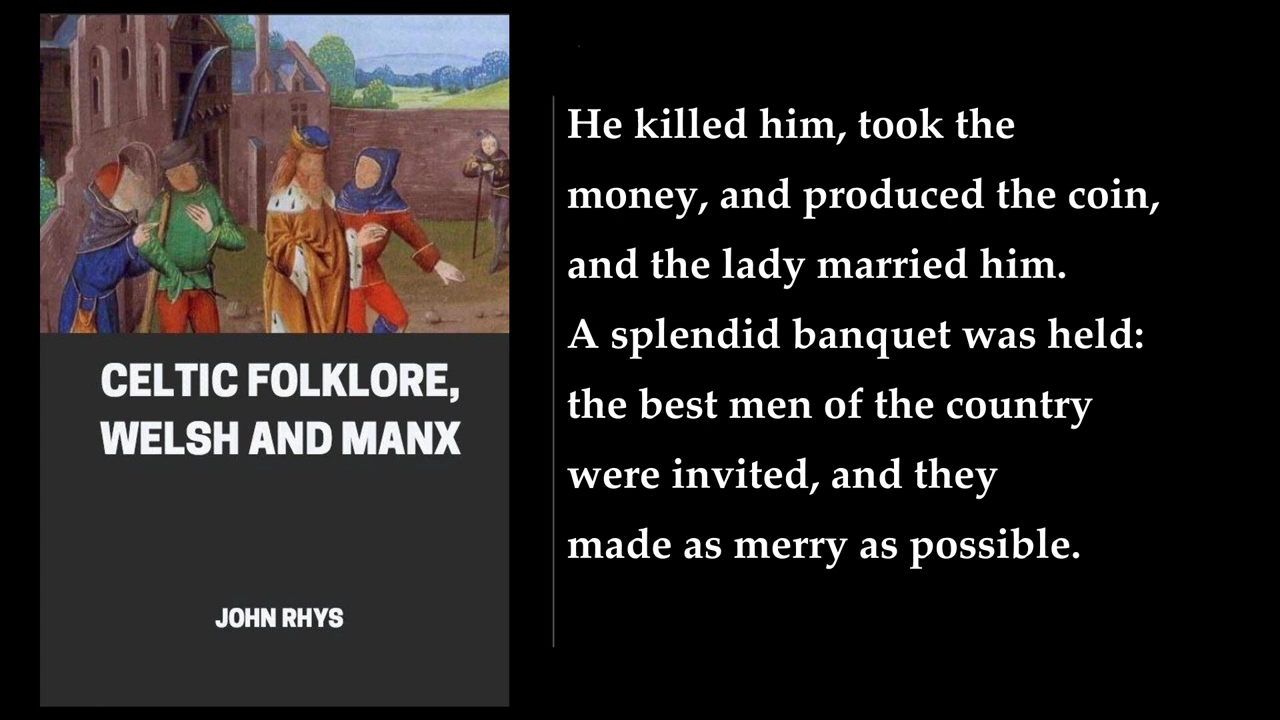 CELTIC FOLKLORE,
WELSH AND MANX
JOHN RHYS
He killed him, took the
money, and produced the coin,
and the lady married him.
A splendid banquet was held:
the best men of the country
were invited, and they
made as merry as possible.